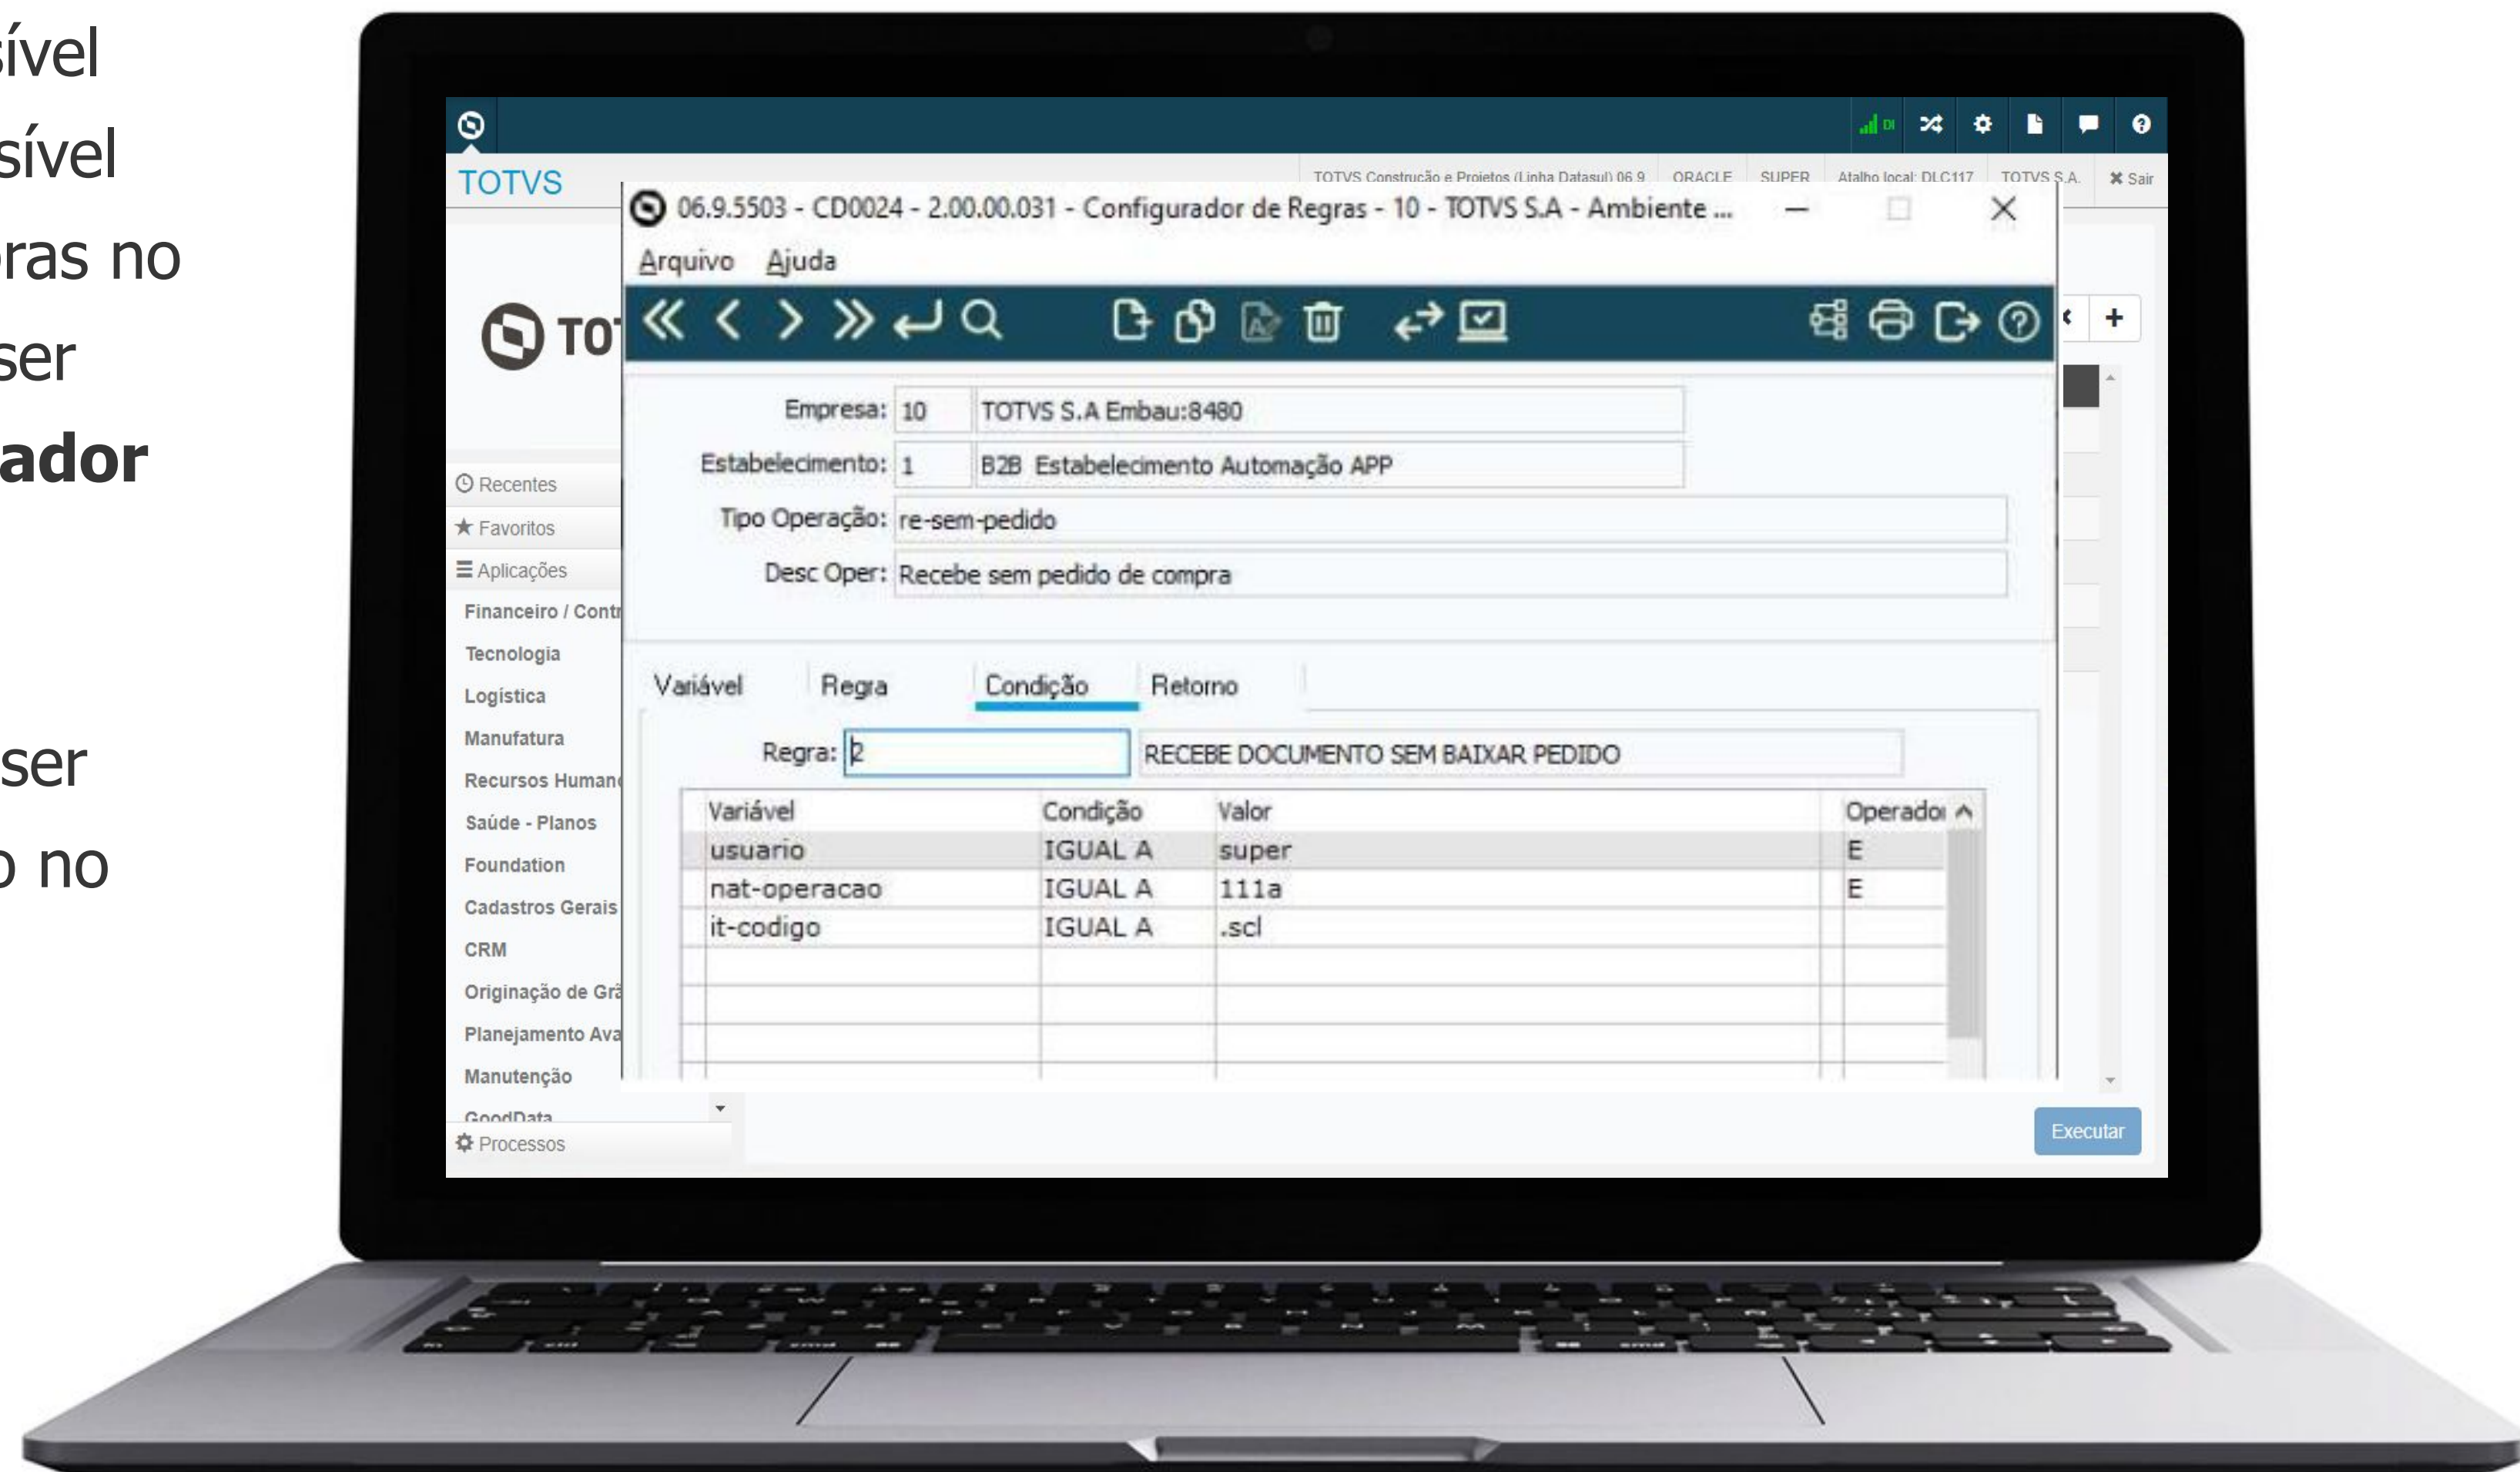 sível
sível
ras no
ser
ador
ser
o no
DI
TOTVS
TOTVS Construção e Projetos (Linha Datasul) 06.9 ORACLE SUPER Atalho local: DLC117 TOTVS S.A. Sair
06.9.5503 - CD0024 - 2.00.00.031 - Configurador de Regras - 10 - TOTVS S.A - Ambiente ...
Arquivo Ajuda
TOT
Empresa: 10 TOTVS S.A Embau:8480
Estabelecimento: 1 B2B Estabelecimento Automação APP
Tipo Operação: re-sem-pedido
Desc Oper: Recebe sem pedido de compra
Recentes
Favoritos
Aplicações
Financeiro / Contr
Tecnologia
Logística
Manufatura
Recursos Human
Saúde - Planos
Foundation
Cadastros Gerais
CRM
Originação de Grã
Planejamento Ava
Manutenção
GoodData
Processos
Variável Regra Condição Retorno
Regra: 2 RECEBE DOCUMENTO SEM BAIXAR PEDIDO
Variável Condição Valor Operador
usuario IGUAL A super E
nat-operacao IGUAL A 111a E
it-codigo IGUAL A .scl
Executar